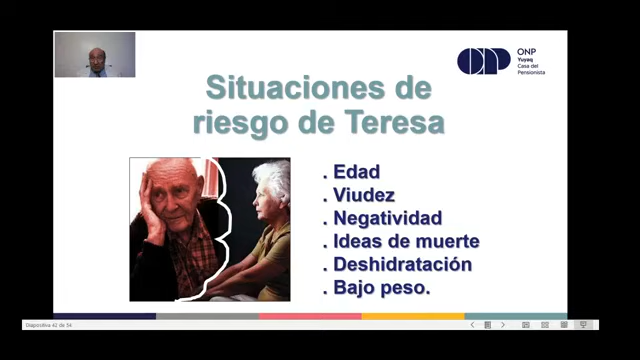 ONP
Yuyaq
Casa del
Pensionista
Situaciones de
riesgo de Teresa
. Edad
. Viudez
. Negatividad
. Ideas de muerte
. Deshidratación
. Bajo peso.
Diapositiva 42 de 54